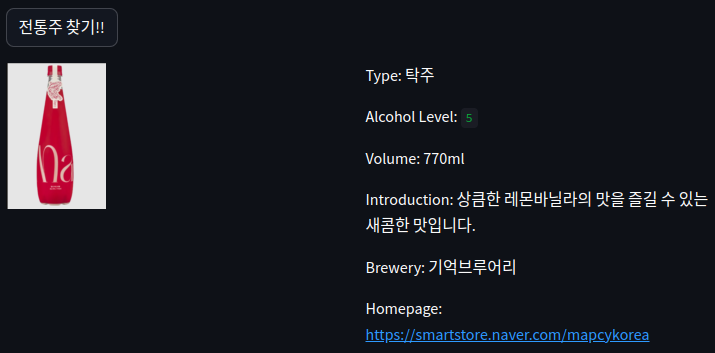 전통주 찾기!!
Ma
Type: 탁주
Alcohol Level: 5
Volume: 770ml
Introduction: 상큼한 레몬바닐라의 맛을 즐길 수 있는
새콤한 맛입니다.
Brewery: 기억브루어리
Homepage:
https://smartstore.naver.com/mapcykorea